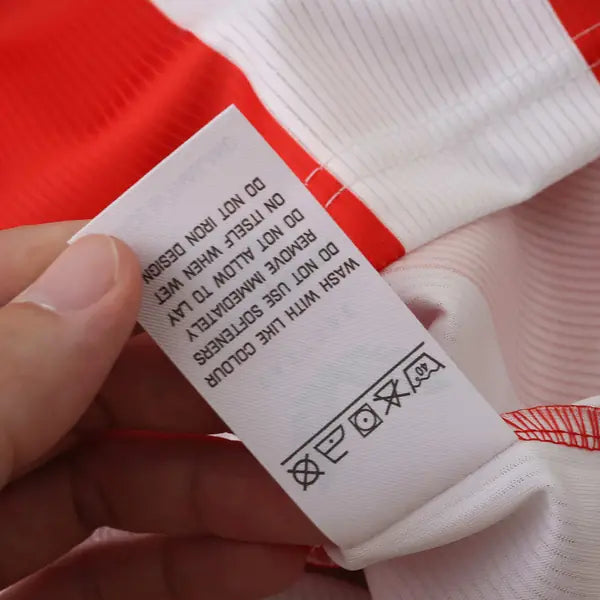 40°
WASH WITH LIKE COLOUR
DO NOT USE SOFTENERS
REMOVE IMMEDIATELY
DO NOT ALLOW TO LAY
ON ITSELF WHEN WET
DO NOT IRON DESIGN